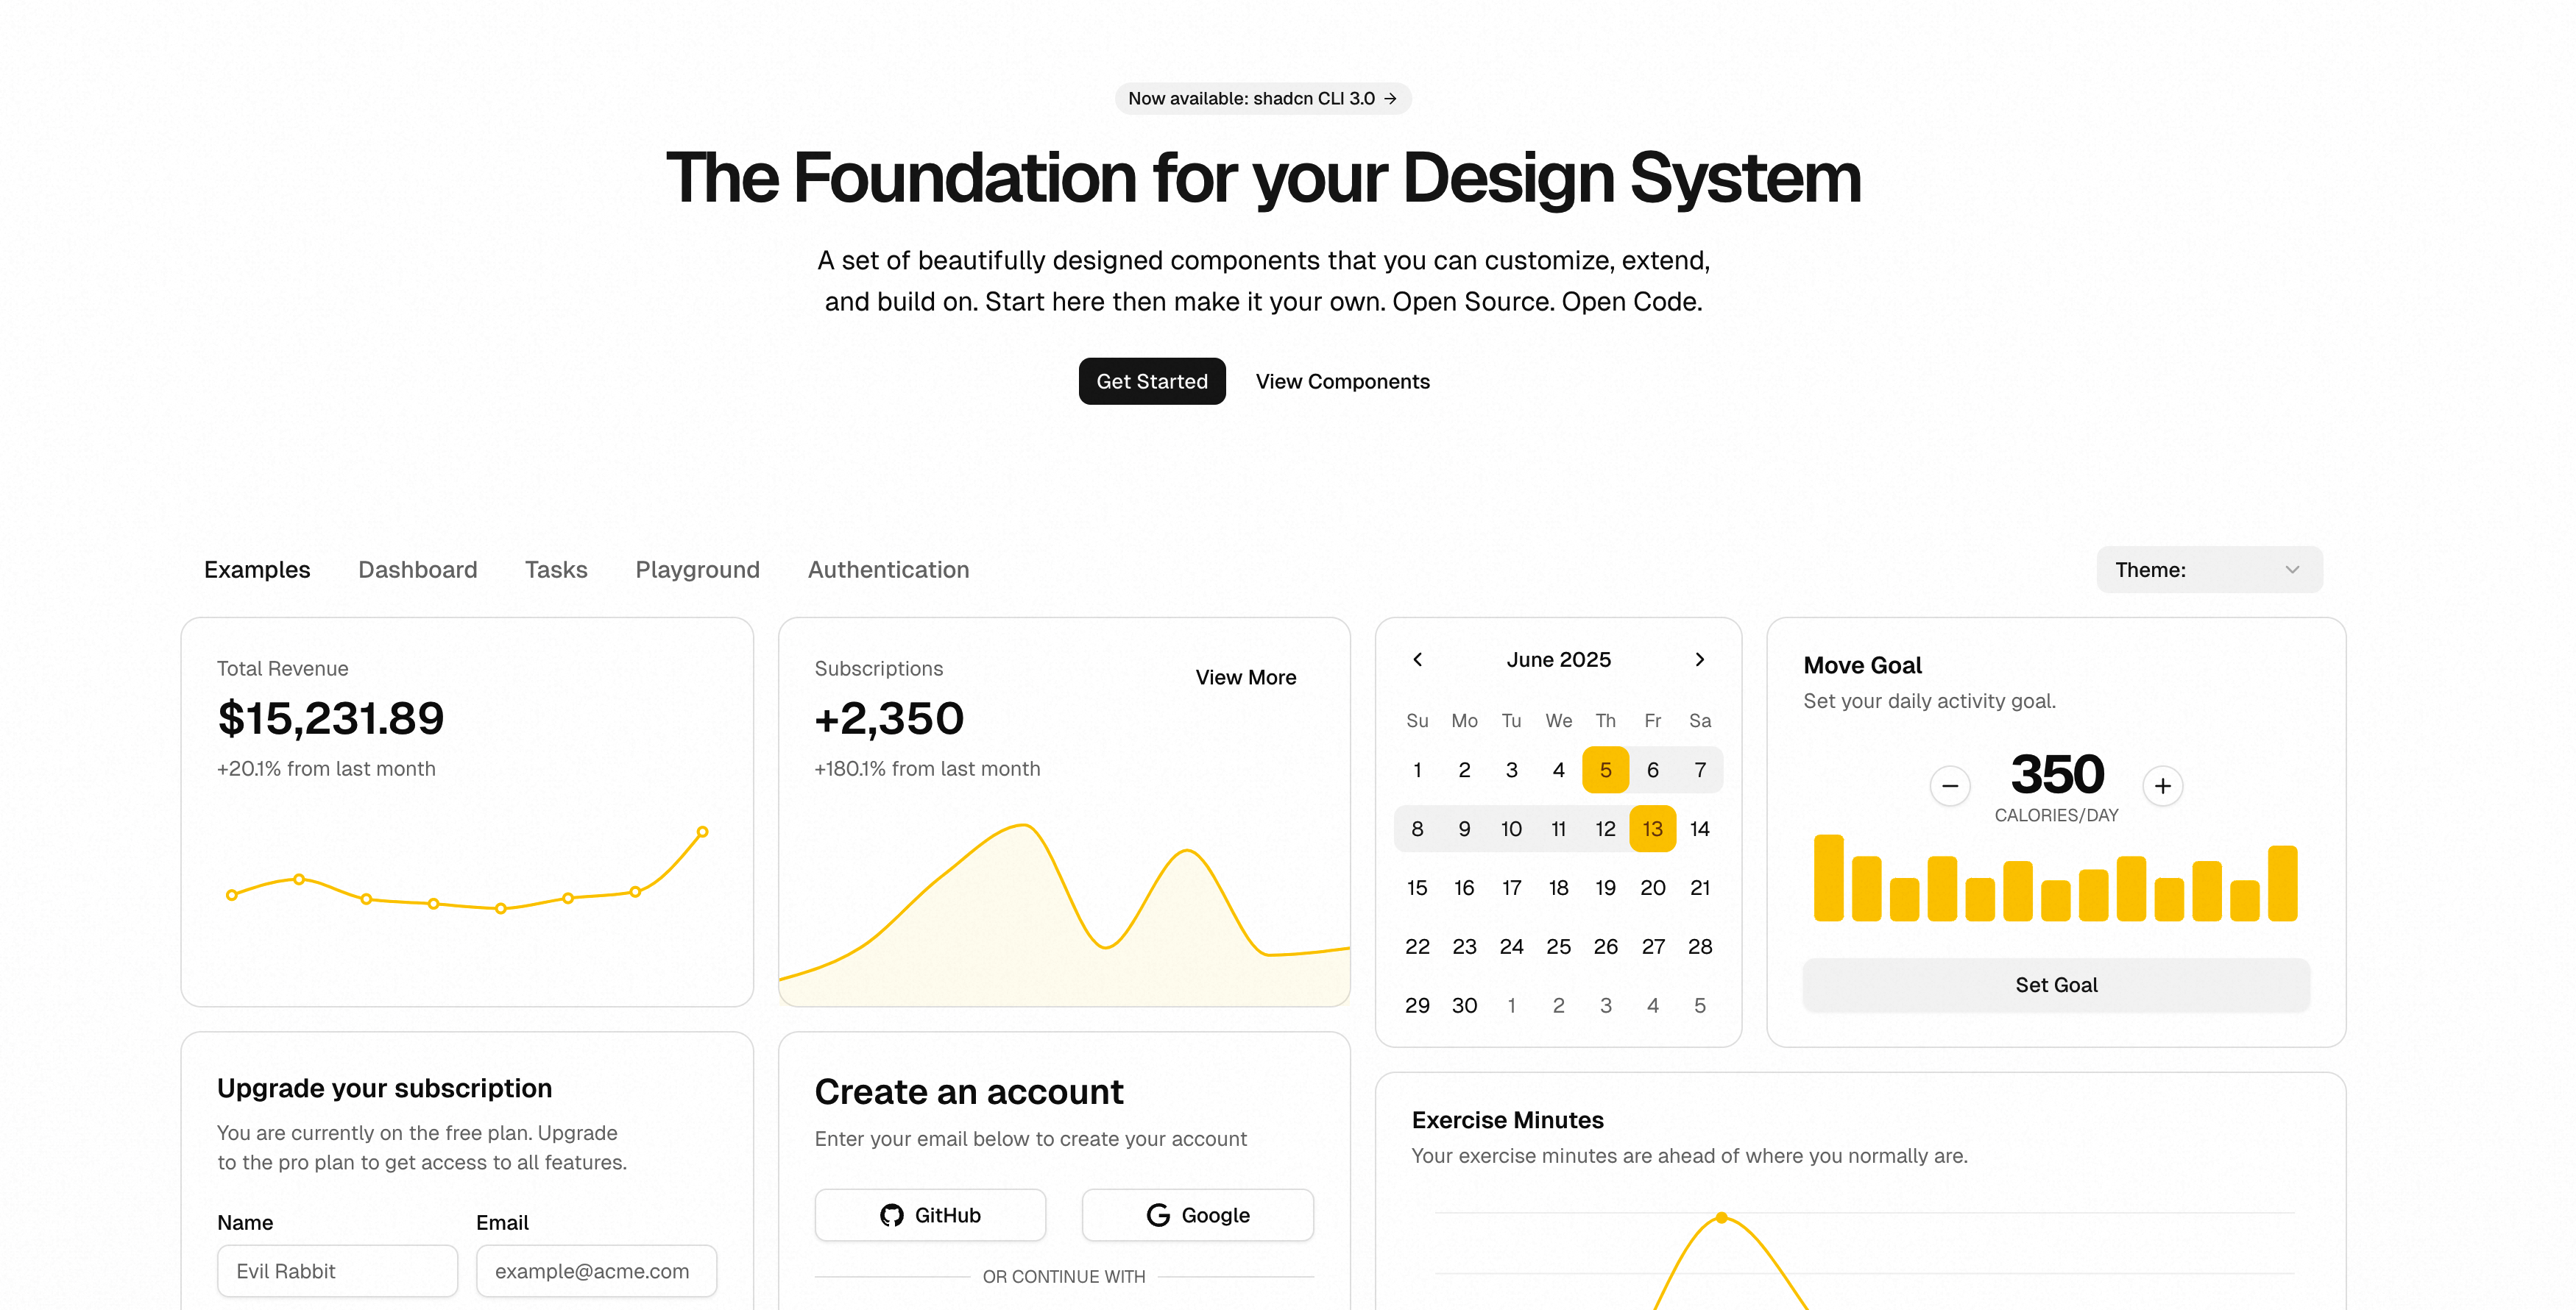 Now available: shadcn CLI 3.0 →
The Foundation for your Design System
A set of beautifully designed components that you can customize, extend,
and build on. Start here then make it your own. Open Source. Open Code.
Get Started
View Components
Examples
Dashboard
Tasks
Playground
Authentication
Theme:
Total Revenue
$15,231.89
+20.1% from last month
Subscriptions
+2,350
+180.1% from last month
View More
June 2025
Su Mo Tu We Th Fr Sa
1 2 3 4 5 6 7
8 9 10 11 12 13 14
15 16 17 18 19 20 21
22 23 24 25 26 27 28
29 30 1 2 3 4 5
Move Goal
Set your daily activity goal.
350
CALORIES/DAY
Set Goal
Upgrade your subscription
You are currently on the free plan. Upgrade
to the pro plan to get access to all features.
Name
Email
Evil Rabbit
example@acme.com
Create an account
Enter your email below to create your account
GitHub
Google
OR CONTINUE WITH
Exercise Minutes
Your exercise minutes are ahead of where you normally are.